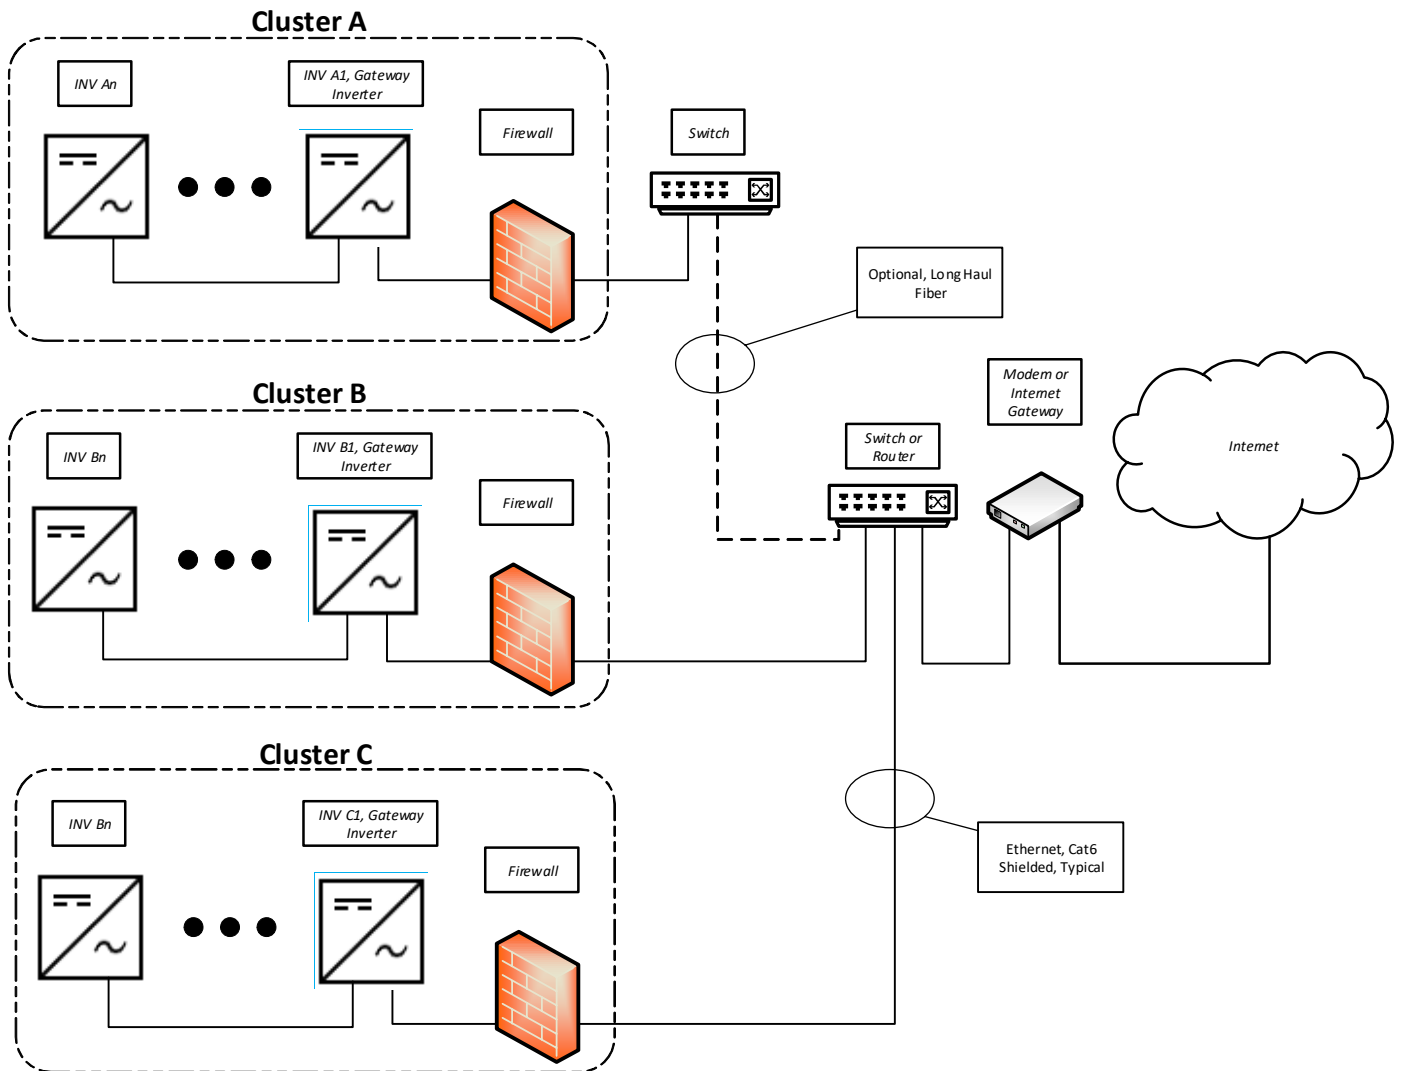 Cluster A
INV An
INV A1, Gateway
Inverter
Firewall
Switch
Optional, Long Haul
Fiber
Cluster B
INV Bn
INV B1, Gateway
Inverter
Firewall
Switch or
Router
Modem or
Internet
Gateway
Internet
Cluster C
INV Bn
INV C1, Gateway
Inverter
Firewall
Ethernet, Cat6
Shielded, Typical